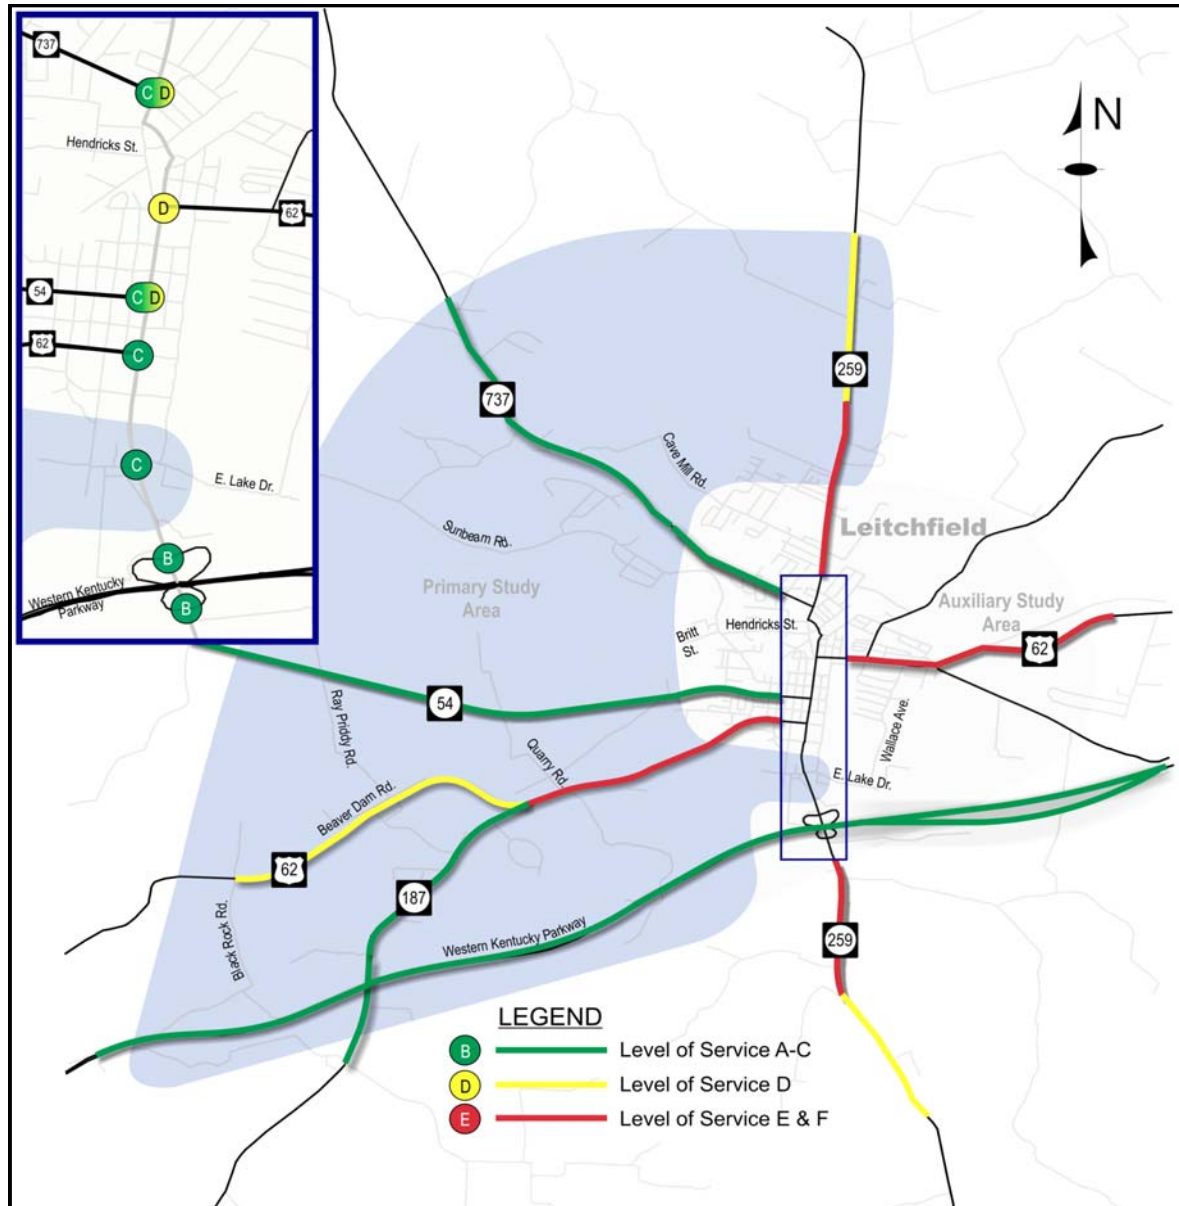 737
C D
Hendricks St.
D
62
54
C D
62
C
C
E. Lake Dr.
B
Western Kentucky
Parkway
B
N
259
737
Cave Mill Rd.
Leitchfield
Sunbeam Rd.
Primary Study
Area
Auxiliary Study
Area
Hendricks St.
Britt
St.
62
54
Ray Priddy Rd.
Quarry Rd.
Wallace Ave.
E. Lake Dr.
Beaver Dam Rd.
62
187
Black Rock Rd.
Western Kentucky Parkway
259
LEGEND
B Level of Service A-C
D Level of Service D
E Level of Service E & F